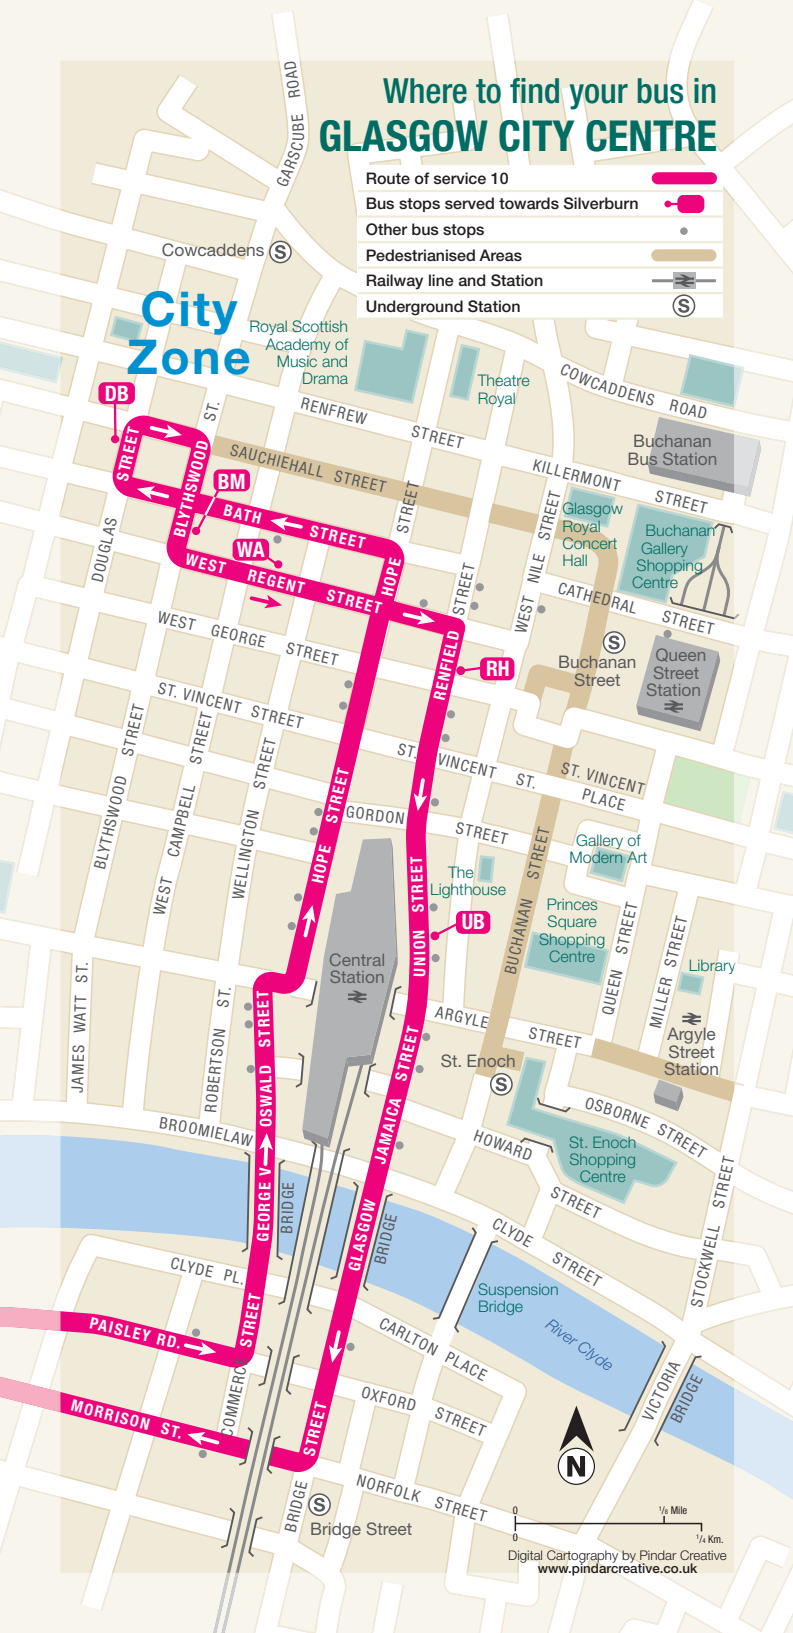 Where to find your bus in
GLASGOW CITY CENTRE
Route of service 10
Bus stops served towards Silverburn
Other bus stops
Pedestrianised Areas
Railway line and Station
Underground Station
S
GARSCUBE ROAD
Cowcaddens S
City
Zone
Royal Scottish
Academy of
Music and
Drama
Theatre
Royal
COWCADDENS ROAD
DB
ST.
RENFREW STREET
Buchanan
Bus Station
STREET
BLYTHSWOOD
SAUCHIEHALL STREET
KILLERMONT STREET
BM
BATH STREET
STREET
HOPE
Glasgow
Royal
Concert
Hall
Buchanan
Gallery
Shopping
Centre
WEST NILE STREET
DOUGLAS
WA
WEST REGENT STREET
STREET
RENFIELD
CATHEDRAL STREET
WEST GEORGE STREET
S
Buchanan
Street
Queen
Street
Station
RH
ST. VINCENT STREET
ST. VINCENT ST.
ST. VINCENT
PLACE
BLYTHSWOOD STREET
WEST CAMPBELL STREET
WELLINGTON STREET
HOPE STREET
GORDON STREET
Gallery of
Modern Art
The
Lighthouse
UNION STREET
UB
BUCHANAN STREET
Princes
Square
Shopping
Centre
QUEEN STREET
MILLER STREET
Library
Central
Station
JAMES WATT ST.
ROBERTSON ST.
OSWALD STREET
ARGYLE STREET
Argyle
Street
Station
St. Enoch
S
JAMAICA STREET
OSBORNE STREET
BROOMIELAW
HOWARD STREET
St. Enoch
Shopping
Centre
STOCKWELL STREET
GEORGE V
BRIDGE
GLASGOW
BRIDGE
CLYDE STREET
CLYDE PL.
Suspension
Bridge
River Clyde
PAISLEY RD.
STREET
COMMERCE
CARLTON PLACE
VICTORIA
BRIDGE
OXFORD STREET
MORRISON ST.
STREET
BRIDGE
NORFOLK STREET
S
Bridge Street
N
0 1/8 Mile
0 1/4 Km.
Digital Cartography by Pindar Creative
www.pindarcreative.co.uk